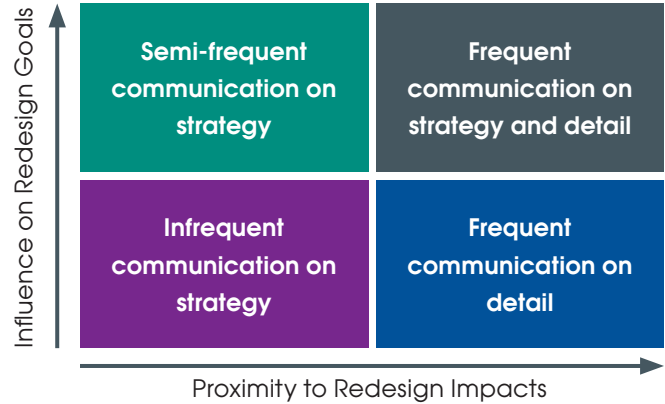 Influence on Redesign Goals
Semi-frequent
communication on
strategy
Frequent
communication on
strategy and detail
Infrequent
communication on
strategy
Frequent
communication on
detail
Proximity to Redesign Impacts